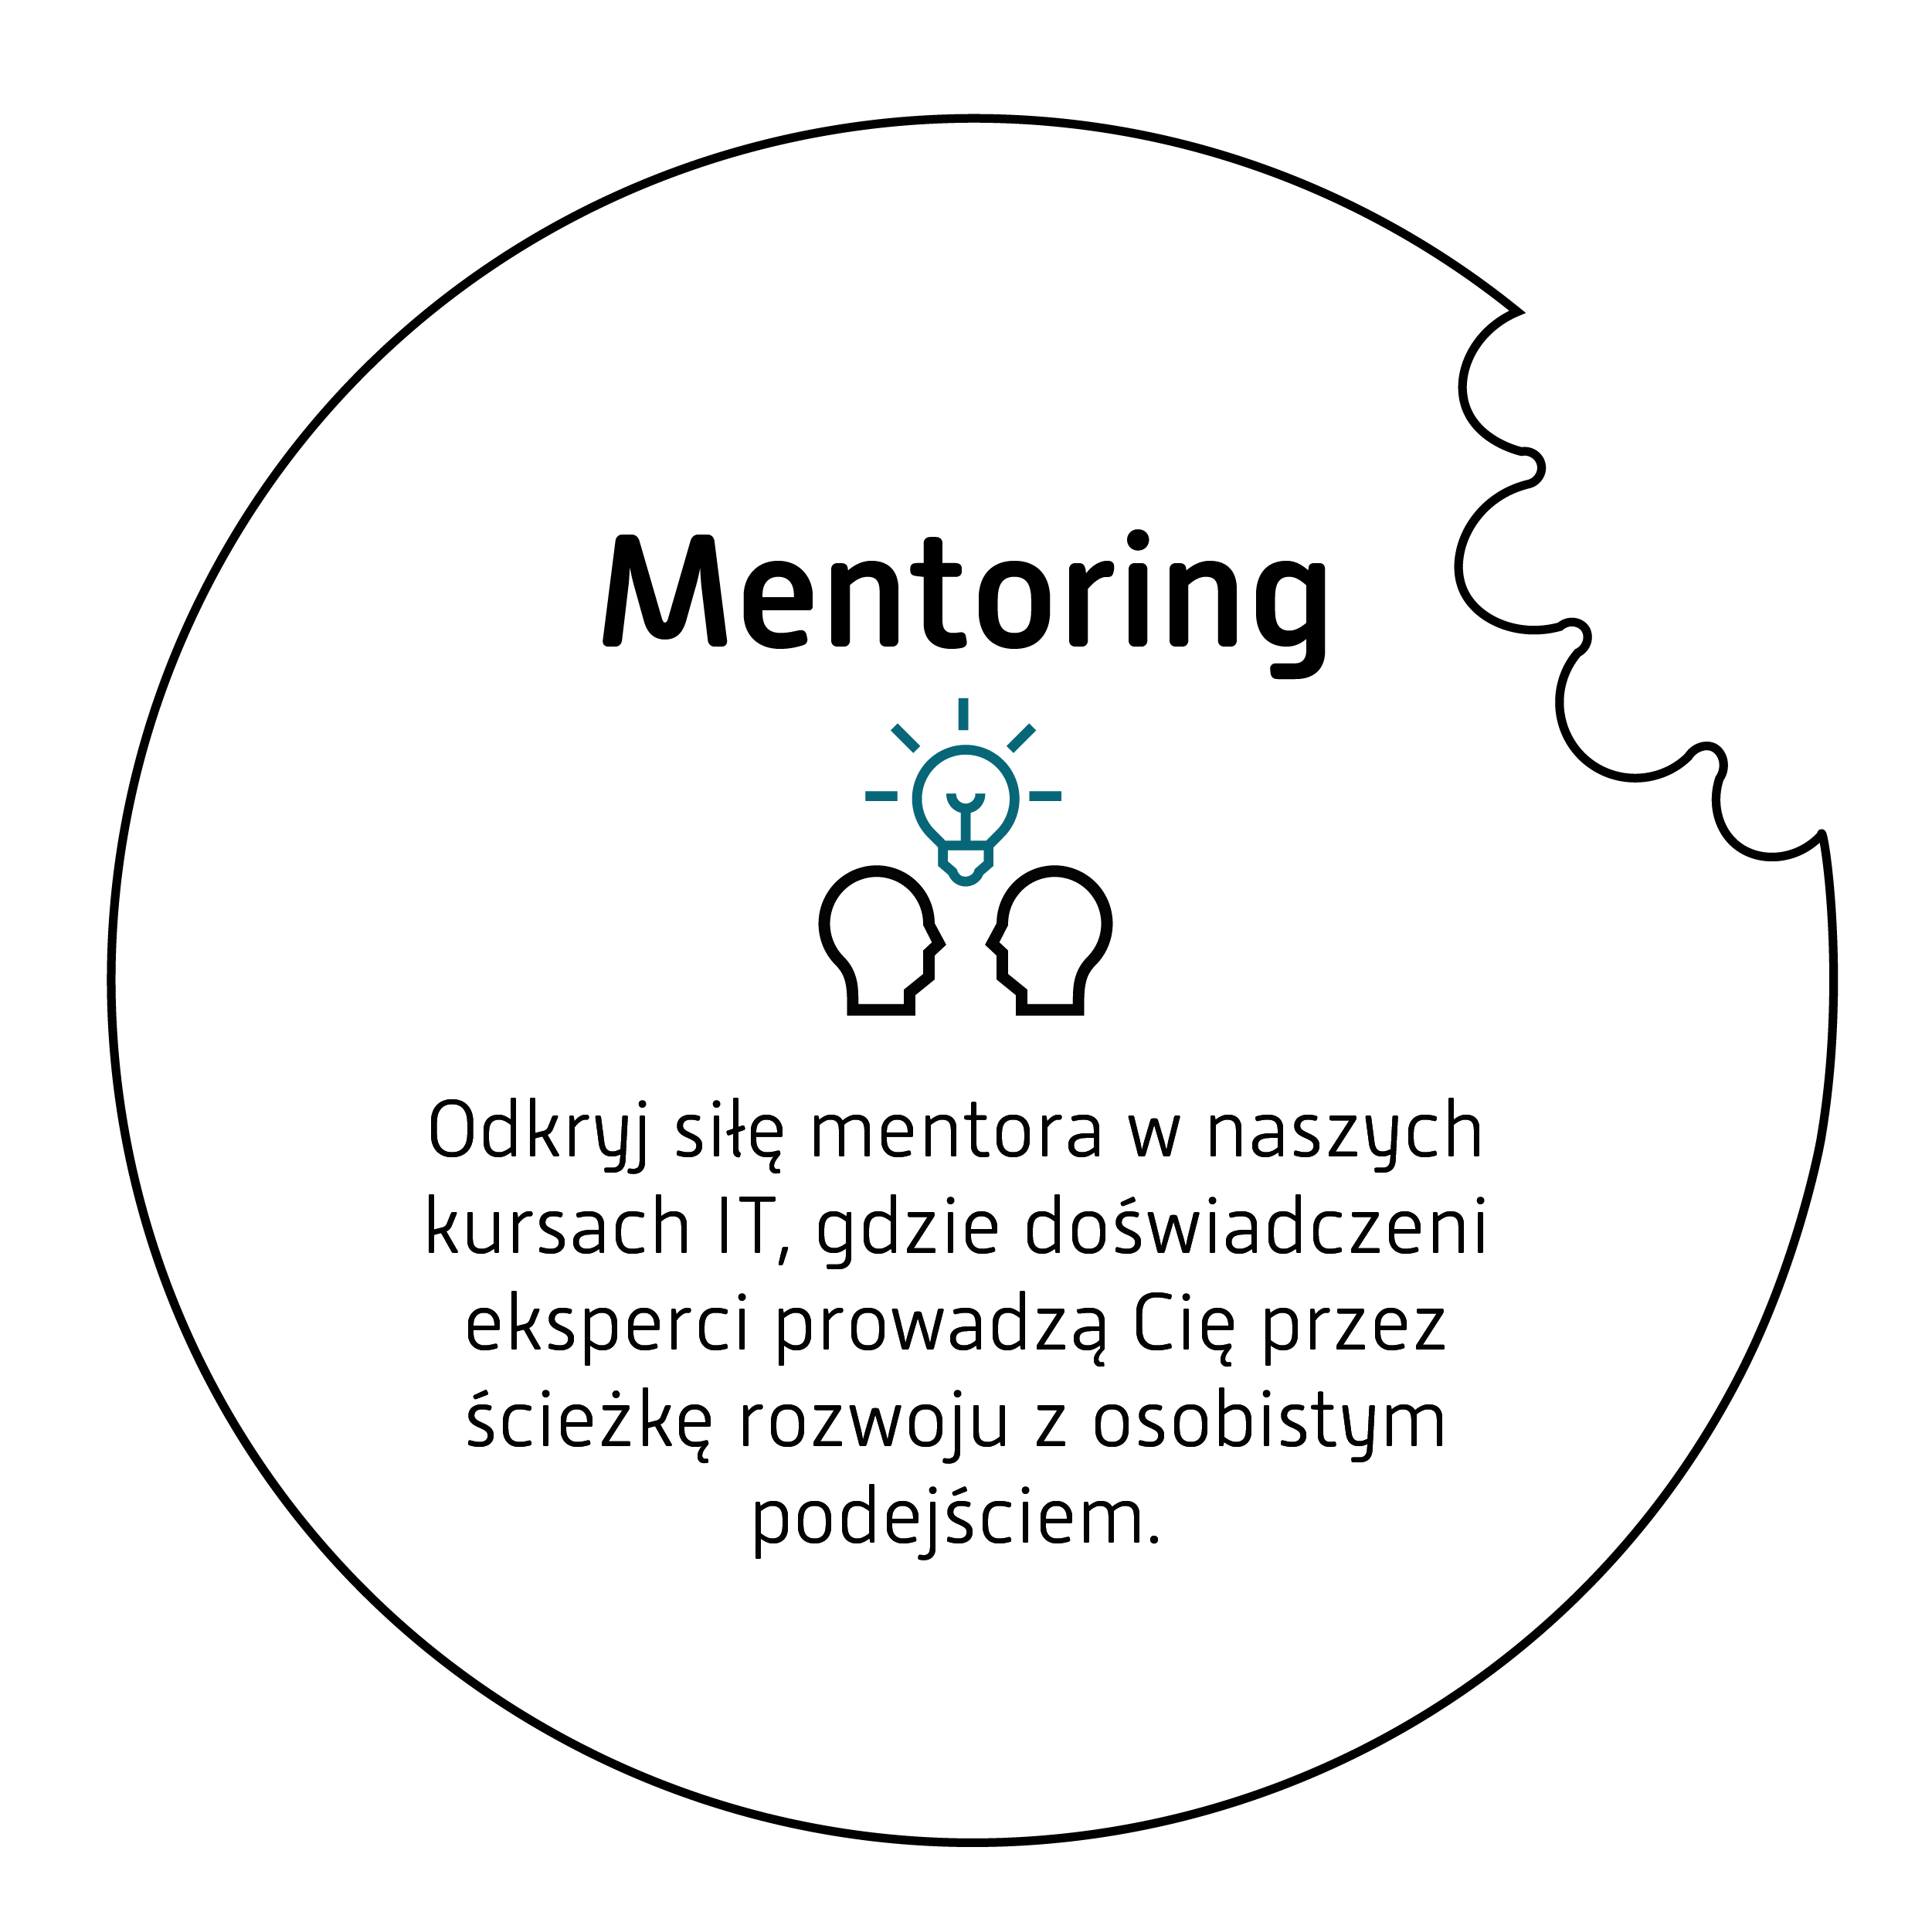 Mentoring
Odkryj siłę mentora w naszych
kursach IT, gdzie doświadczeni
eksperci prowadzą Cię przez
ścieżkę rozwoju z osobistym
podejściem.